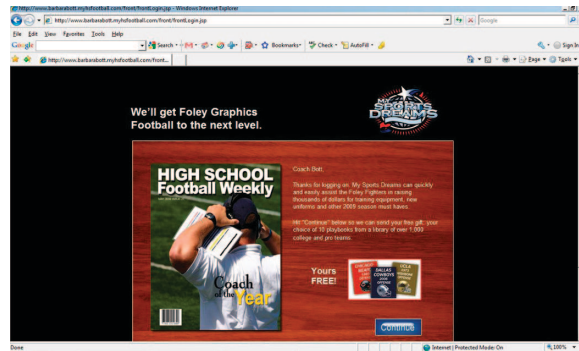 http://www.barbarabott.myhsfootball.com/front/frontLogin.jsp - Windows Internet Explorer
http://www.barbarabott.myhsfootball.com/front/frontLogin.jsp
Google
File Edit View Favorites Tools Help
Google
Search
Bookmarks
Check
AutoFill
Sign In
http://www.barbarabott.myhsfootball.com/front...
Page
Tools
We'll get Foley Graphics
Football to the next level.
MY
SPORTS
DREAMS
HIGH SCHOOL
Football Weekly
Coach
of the Year
Coach Bott,
Thanks for logging on. My Sports Dreams can quickly
and easily assist the Foley Fighters in raising
thousands of dollars for training equipment, new
uniforms and other 2009 season must haves.
Hit "Continue" below so we can send your free gift, your
choice of 10 playbooks from a library of over 1,000
college and pro teams.
Yours
FREE!
DALLAS
COWBOYS
OFFENSE
UCLA
Continue
Done
Internet | Protected Mode: On
100%